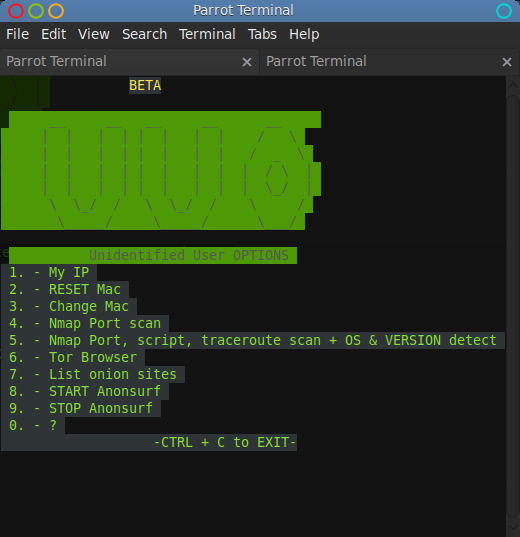 Parrot Terminal
File Edit View Search Terminal Tabs Help
Parrot Terminal
Parrot Terminal
BETA
Unidentified User OPTIONS
1. - My IP
2. - RESET Mac
3. - Change Mac
4. - Nmap Port scan
5. - Nmap Port, script, traceroute scan + OS & VERSION detect
6. - Tor Browser
7. - List onion sites
8. - START Anonsurf
9. - STOP Anonsurf
0. - ?
-CTRL + C to EXIT-